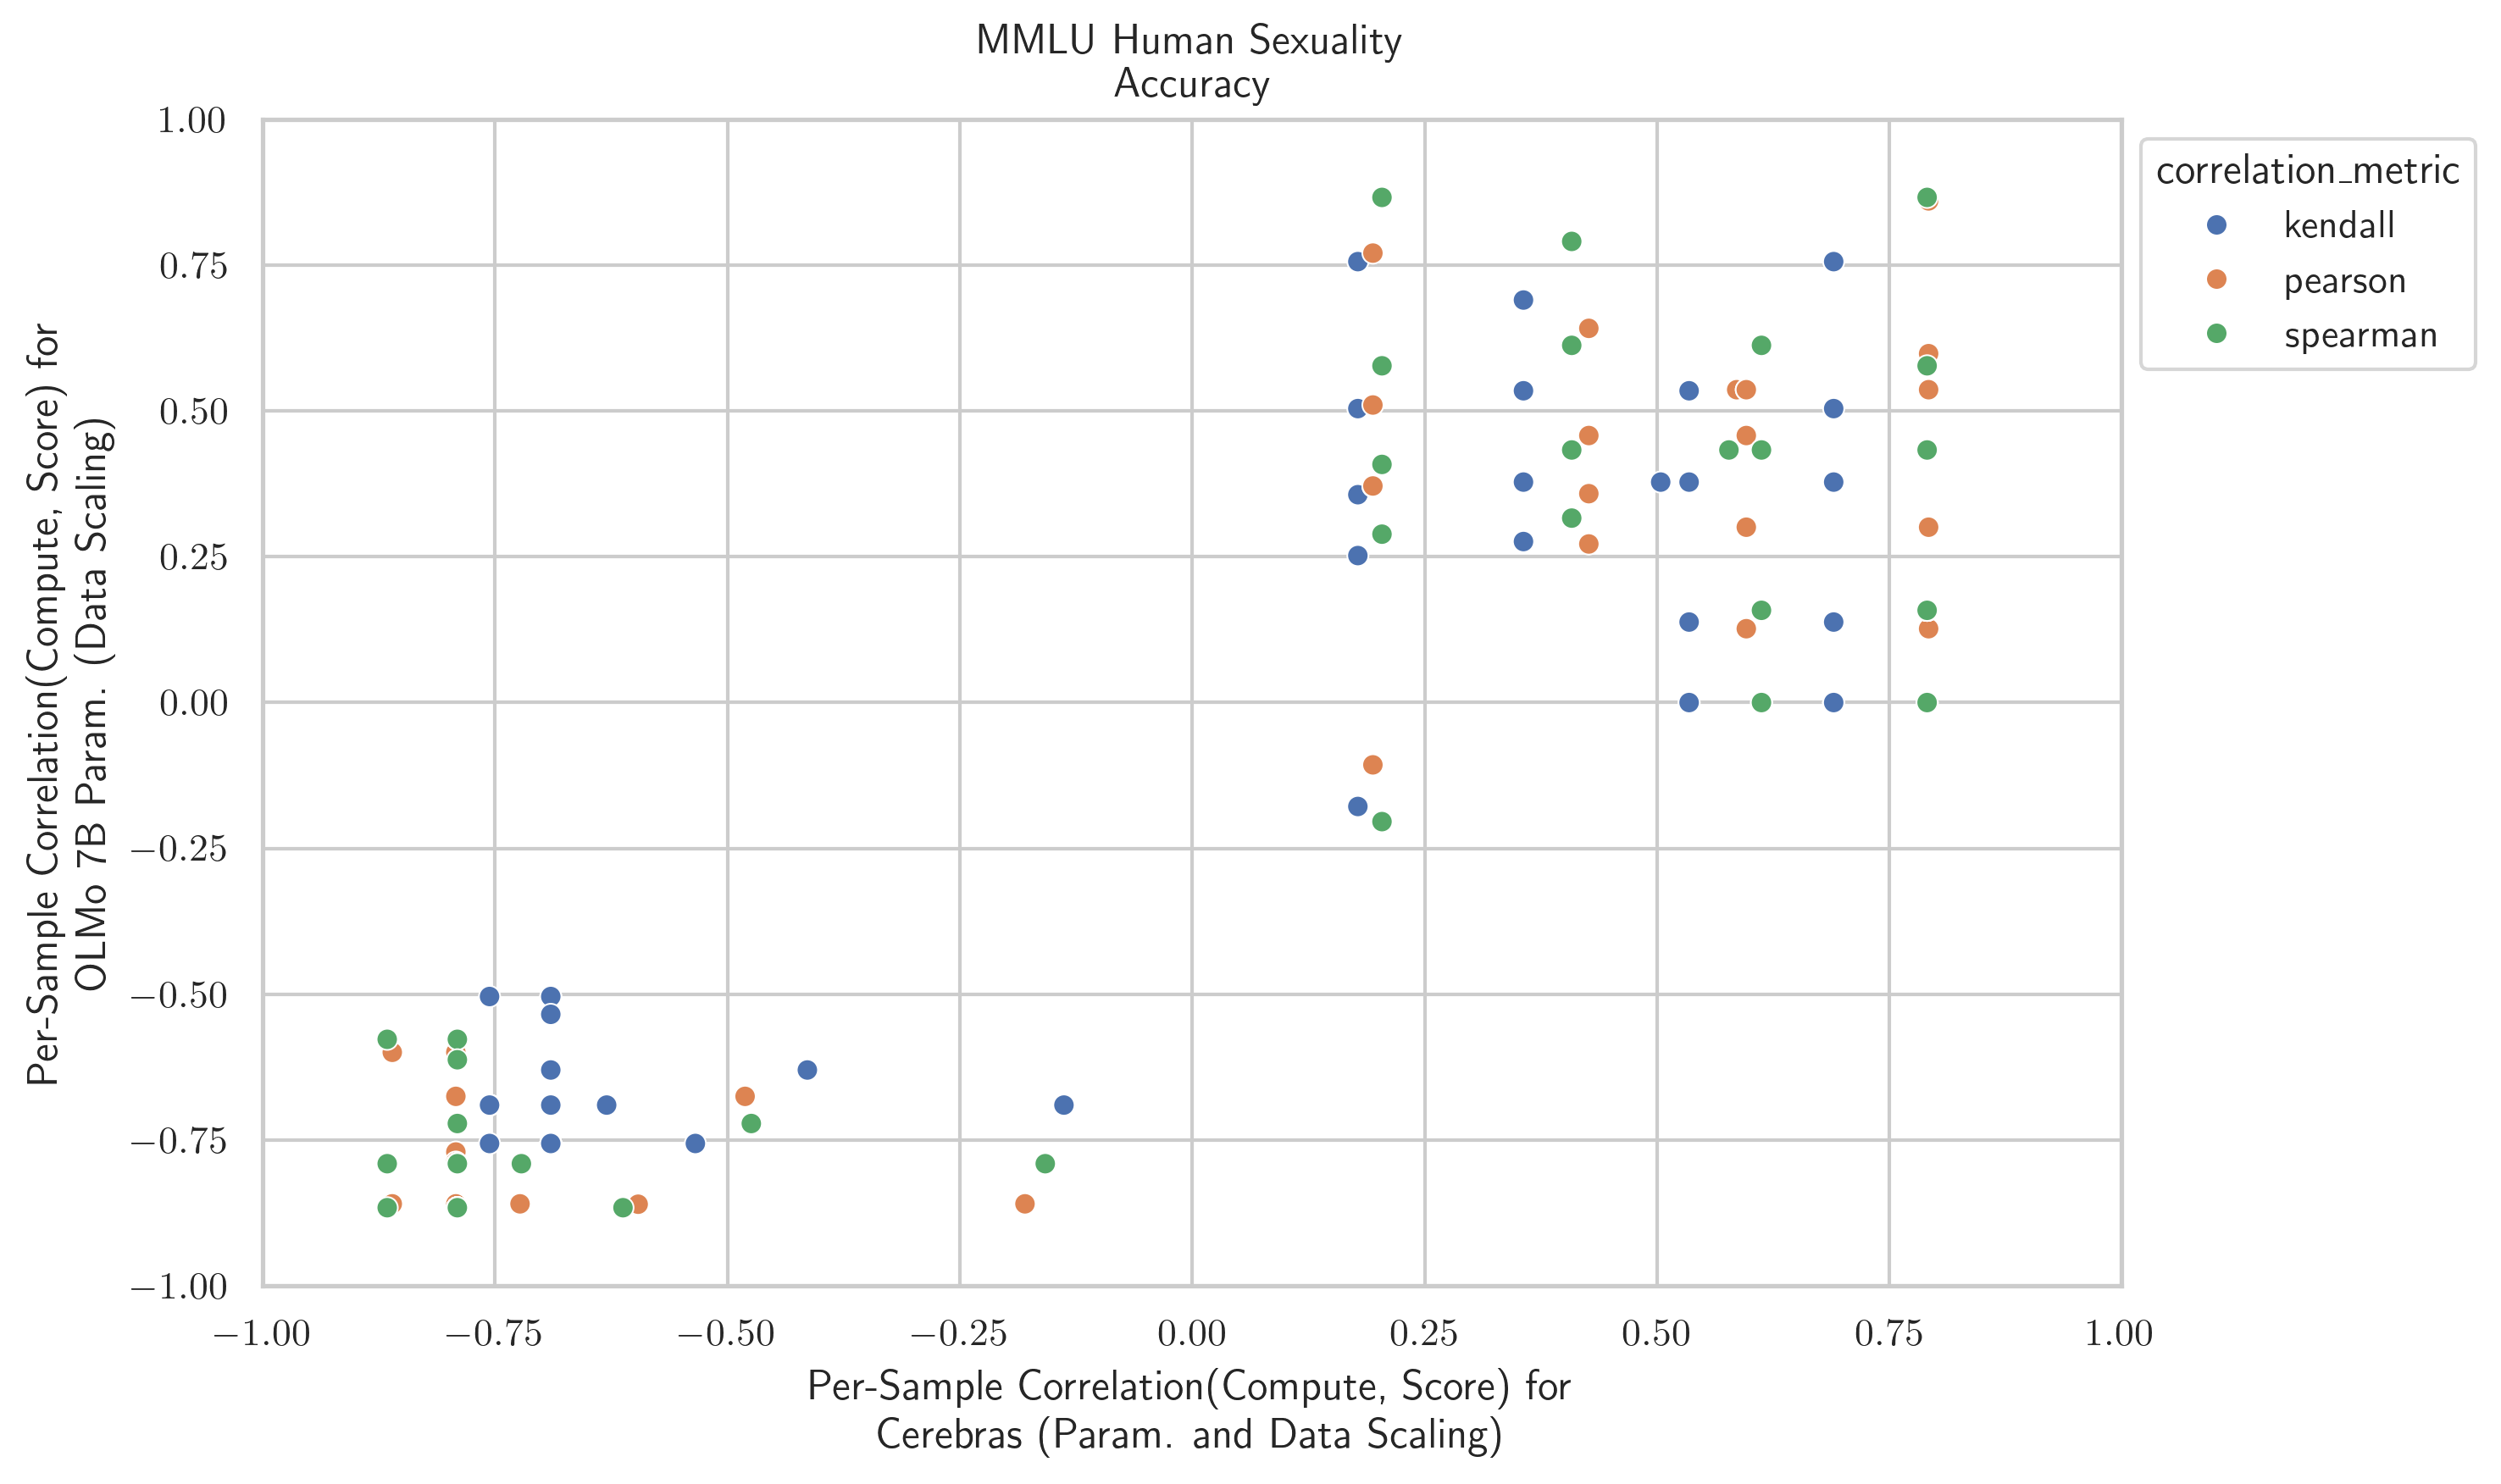 MMLU Human Sexuality
Accuracy
1.00
0.75
0.50
0.25
0.00
−0.25
−0.50
−0.75
−1.00
Per-Sample Correlation(Compute, Score) for
OLMo 7B Param. (Data Scaling)
−1.00 −0.75 −0.50 −0.25 0.00 0.25 0.50 0.75 1.00
Per-Sample Correlation(Compute, Score) for
Cerebras (Param. and Data Scaling)
correlation_metric
kendall
pearson
spearman